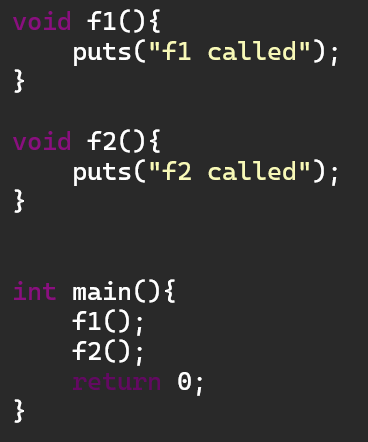 void f1(){
    puts("f1 called");
}

void f2(){
    puts("f2 called");
}


int main(){
    f1();
    f2();
    return 0;
}